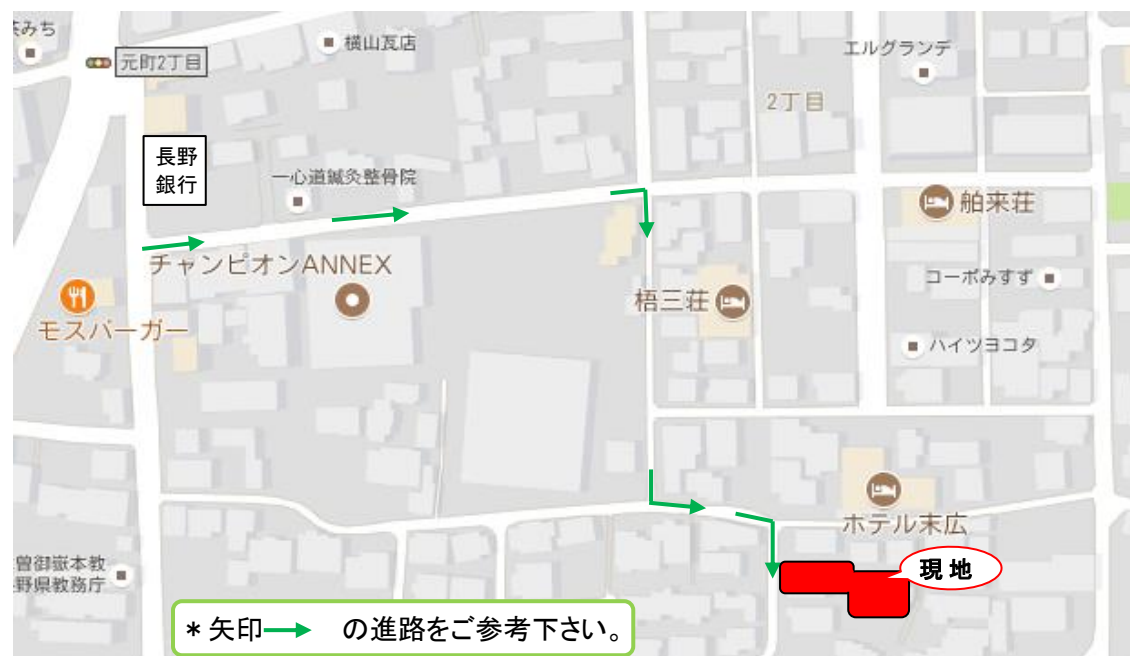 みち
元町2丁目
横山瓦店
エルグランデ
2丁目
長野
銀行
一心道鍼灸整骨院
舶来荘
チャンピオンANNEX
コーポみすず
梧三荘
モスバーガー
ハイツヨコタ
ホテル末広
曽御嶽本教
野県教務庁
現地
*矢印 の進路をご参考下さい。